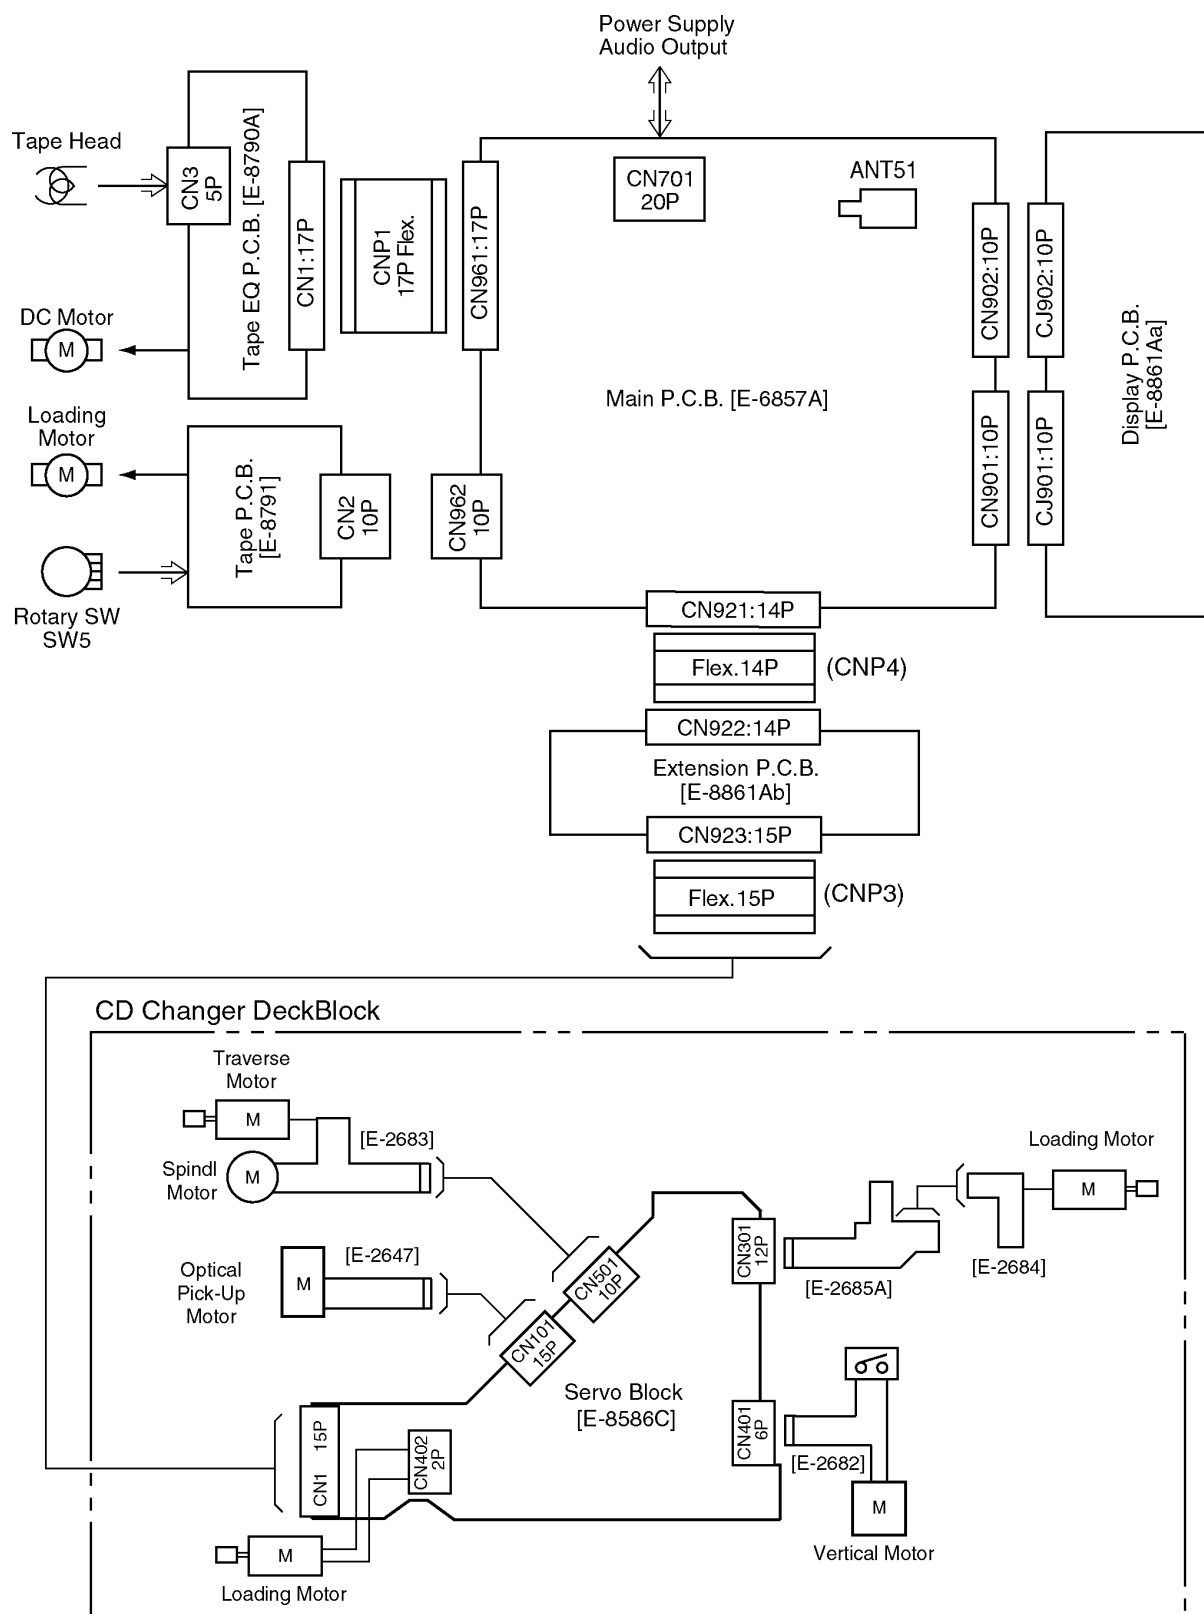 Power Supply
Audio Output
Tape Head
CN3
5P
Tape EQ P.C.B. [E-8790A]
CN1:17P
CNP1
17P Flex.
CN961:17P
CN701
20P
ANT51
CN902:10P
CJ902:10P
Display P.C.B.
[E-8861Aa]
DC Motor
M
Main P.C.B. [E-6857A]
Loading
Motor
M
Tape P.C.B.
[E-8791]
CN2
10P
CN962
10P
CN901:10P
CJ901:10P
Rotary SW
SW5
CN921:14P
Flex.14P
(CNP4)
CN922:14P
Extension P.C.B.
[E-8861Ab]
CN923:15P
Flex.15P
(CNP3)
CD Changer DeckBlock
Traverse
Motor
M
[E-2683]
Spindl
Motor
M
Loading Motor
M
[E-2684]
[E-2685A]
CN301
12P
CN501
10P
[E-2647]
Optical
Pick-Up
Motor
M
CN101
15P
Servo Block
[E-8586C]
CN401
6P
[E-2682]
CN1 15P
CN402
2P
M
Vertical Motor
M
Loading Motor